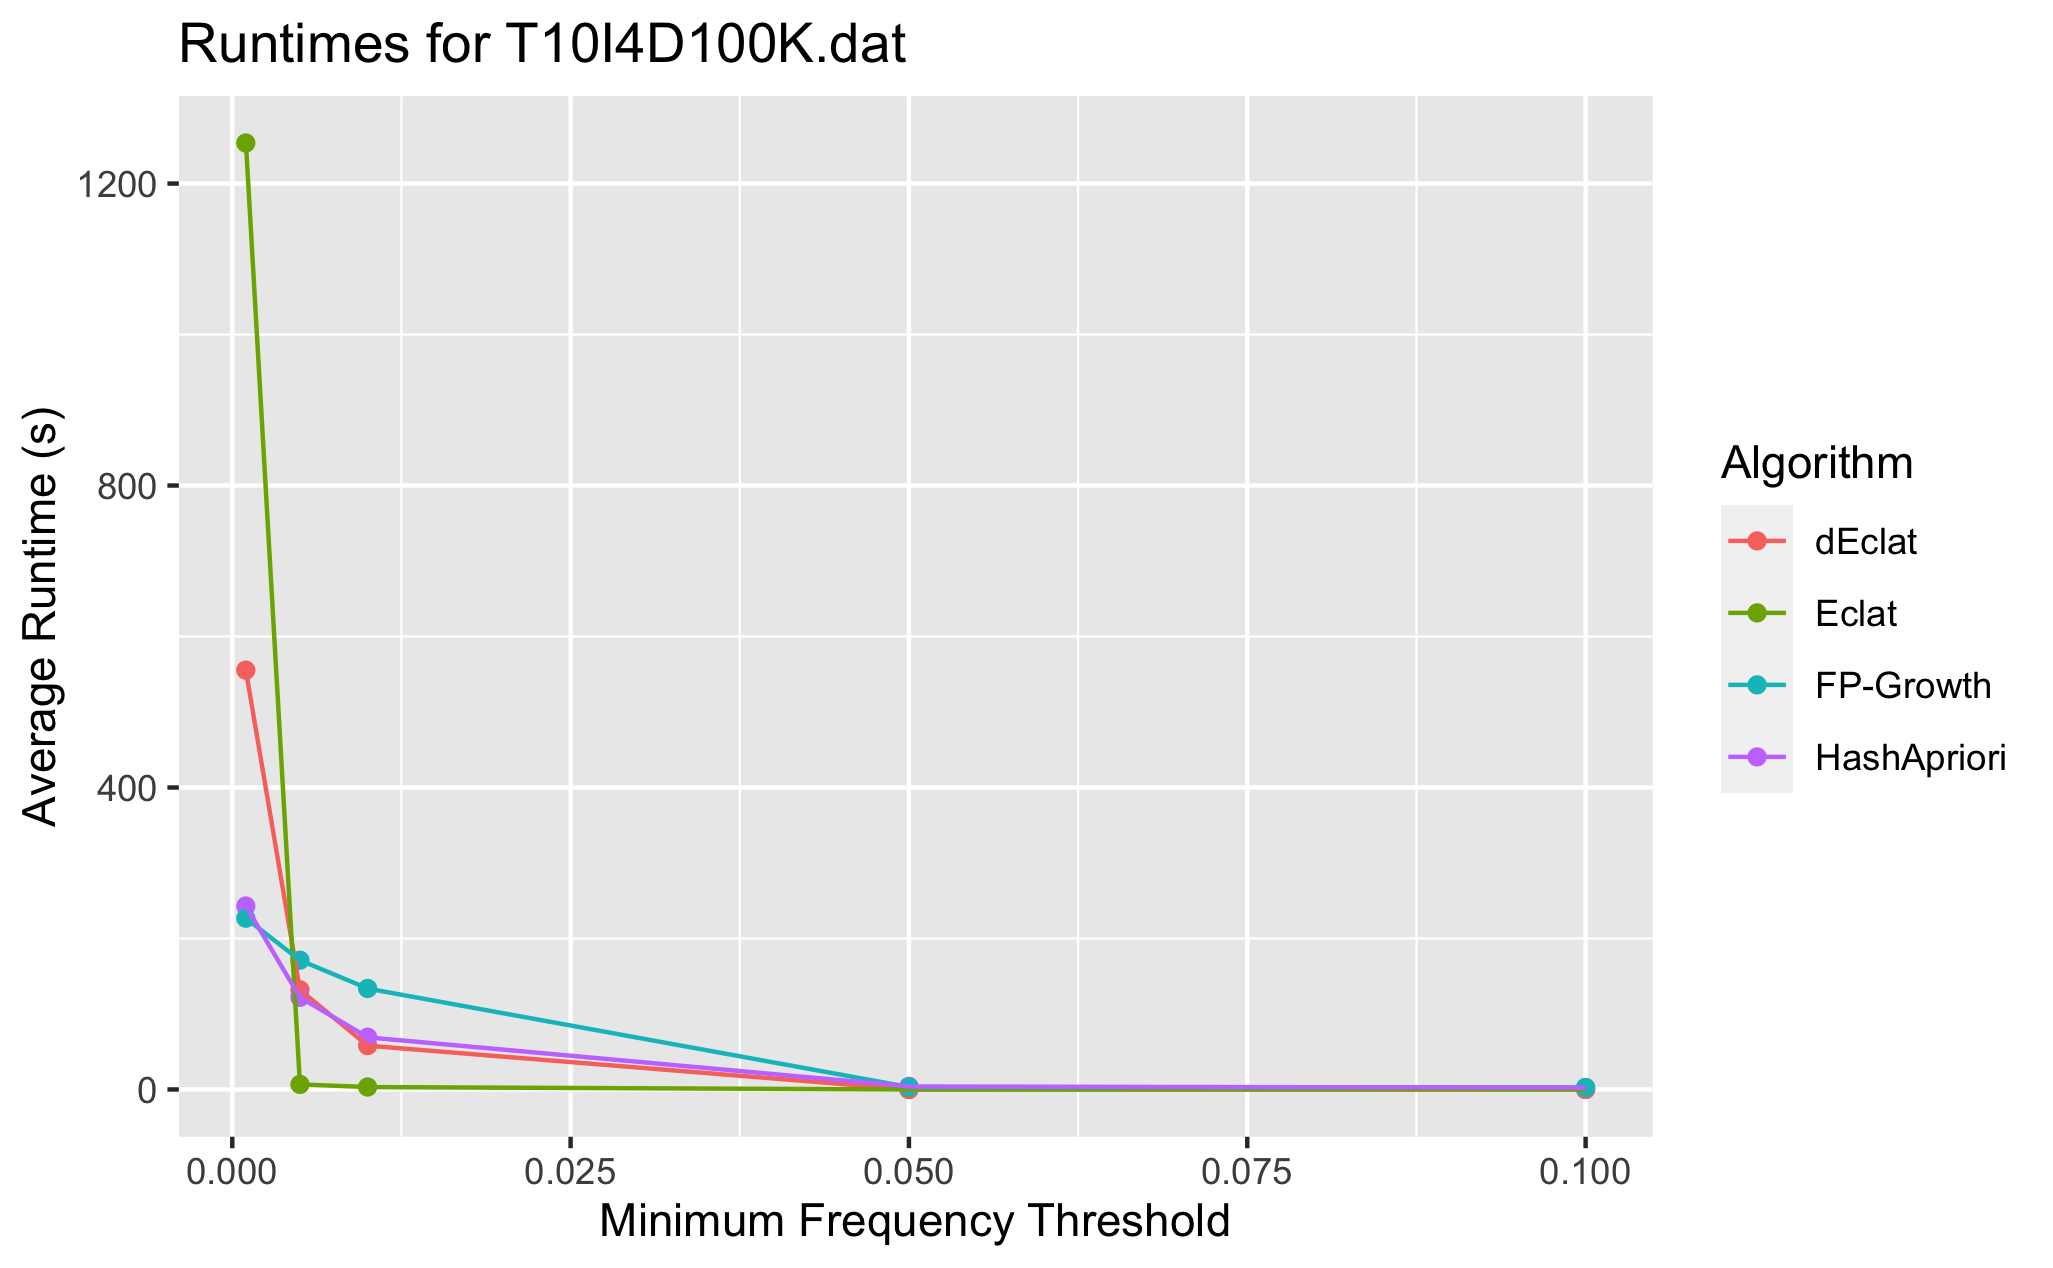 Runtimes for T10I4D100K.dat
1200
800
400
0
Average Runtime (s)
0.000 0.025 0.050 0.075 0.100
Minimum Frequency Threshold
Algorithm
dEclat
Eclat
FP-Growth
HashApriori